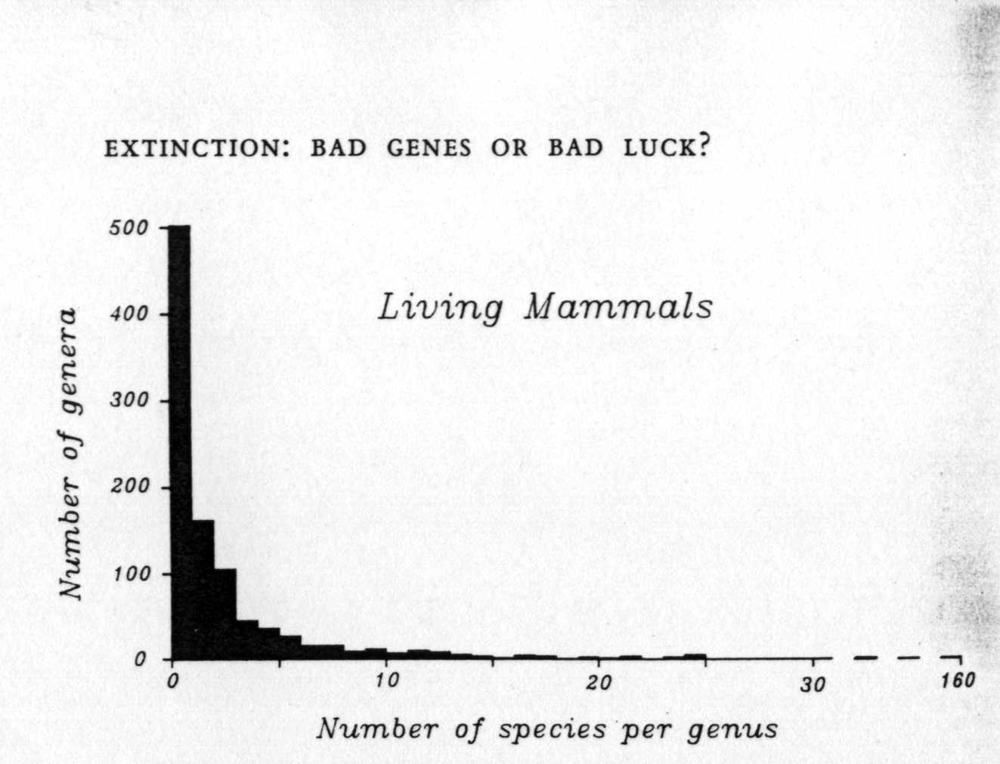 EXTINCTION: BAD GENES OR BAD LUCK?
500
400
300
200
100
0
Number of genera
Living Mammals
0 10 20 30 160
Number of species per genus